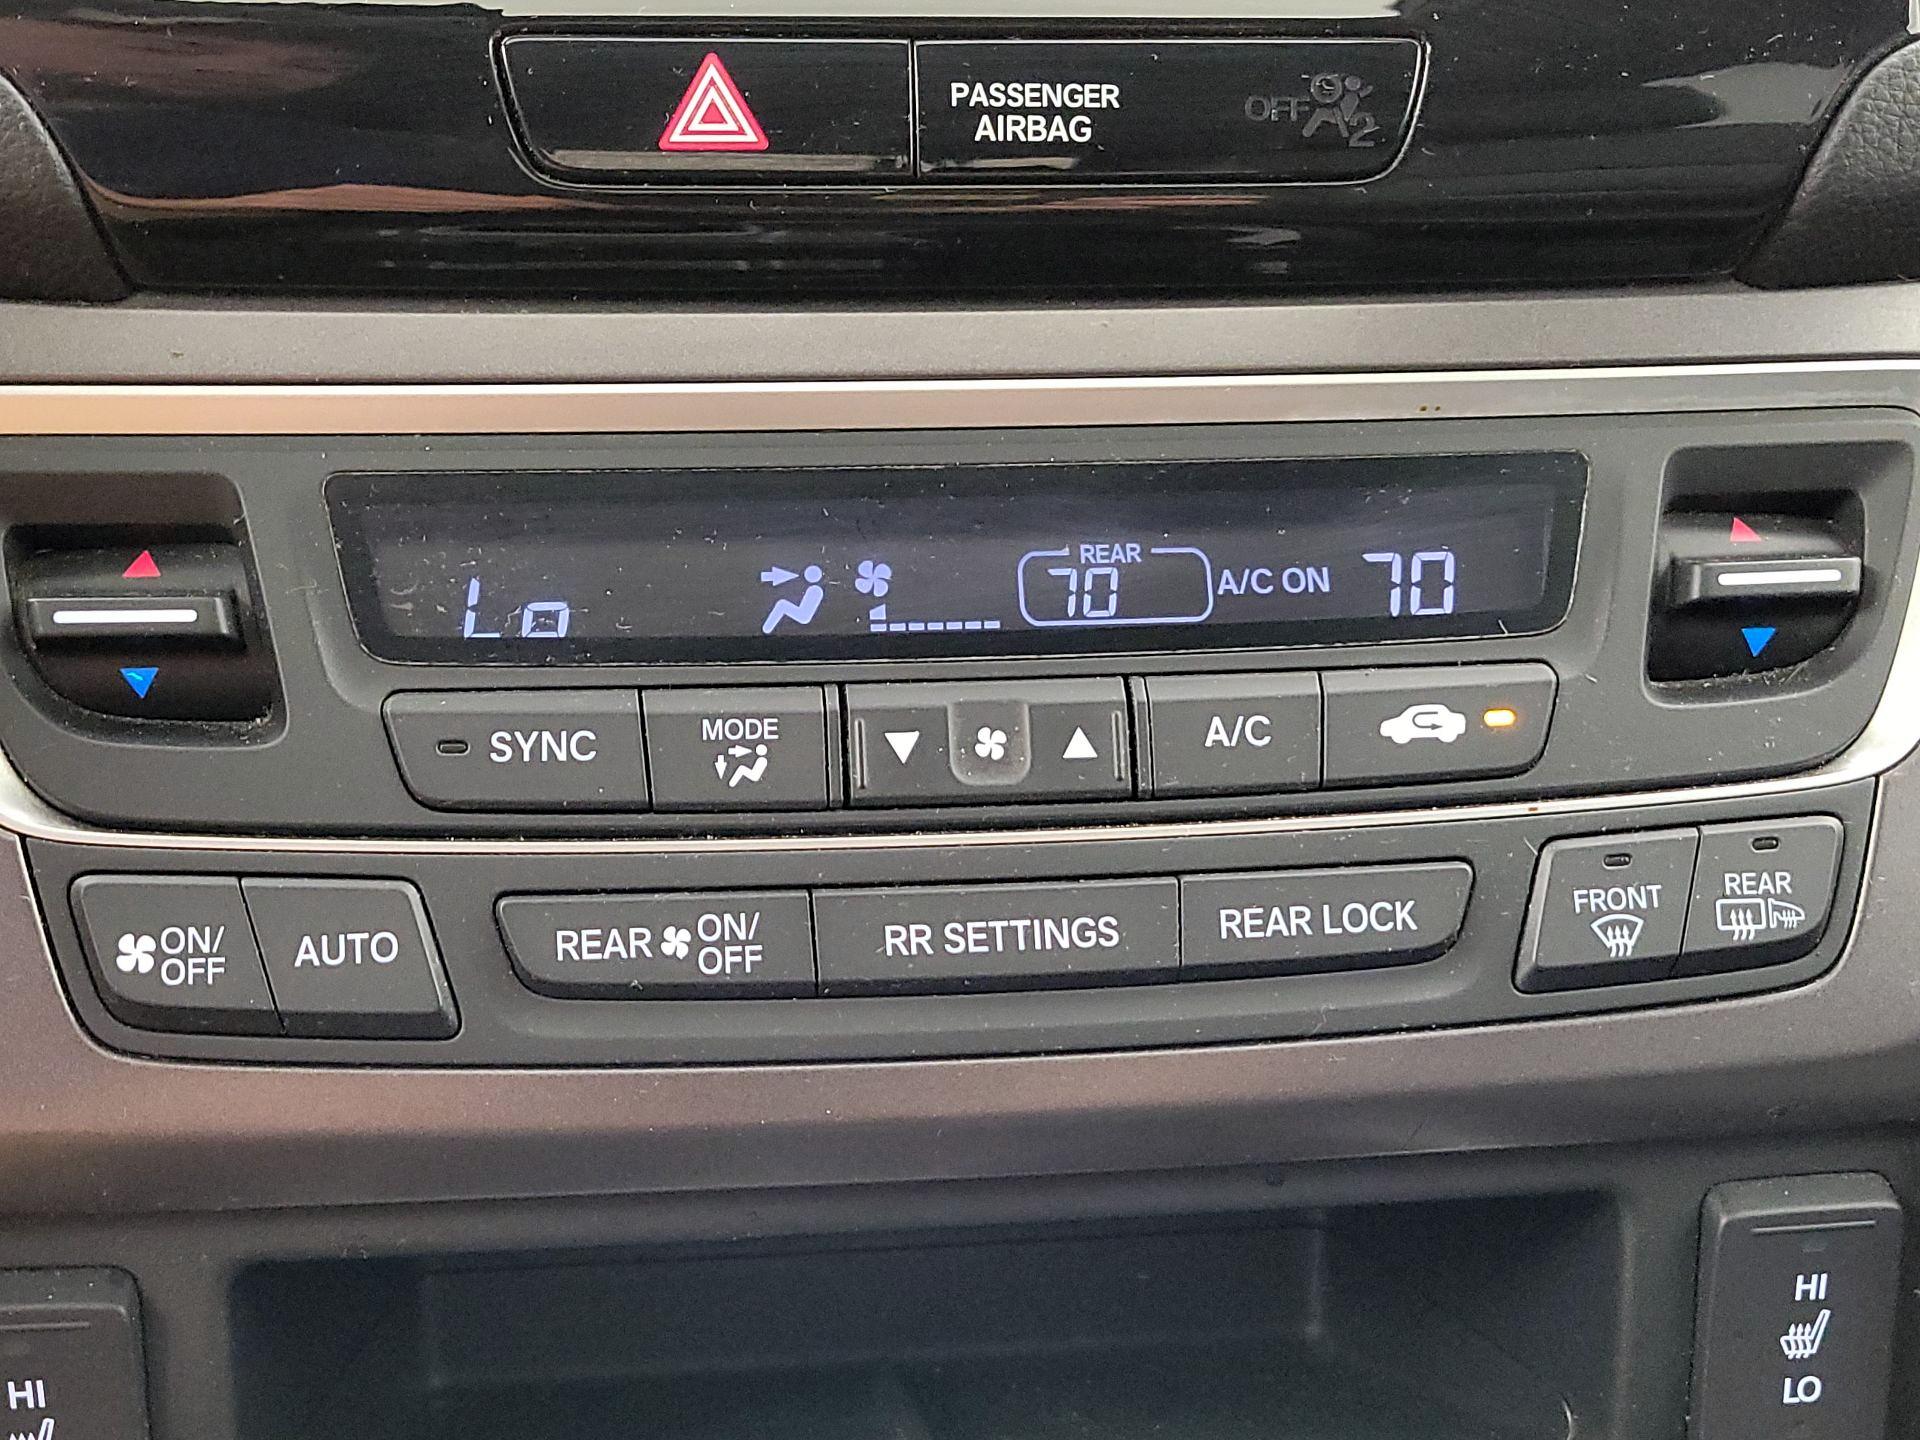 PASSENGER
AIRBAG
OFF
2
REAR
Lo
70
A/C ON
70
SYNC
MODE
A/C
ON/
OFF
AUTO
REAR
ON/
OFF
RR SETTINGS
REAR LOCK
FRONT
REAR
HI
LO
HI